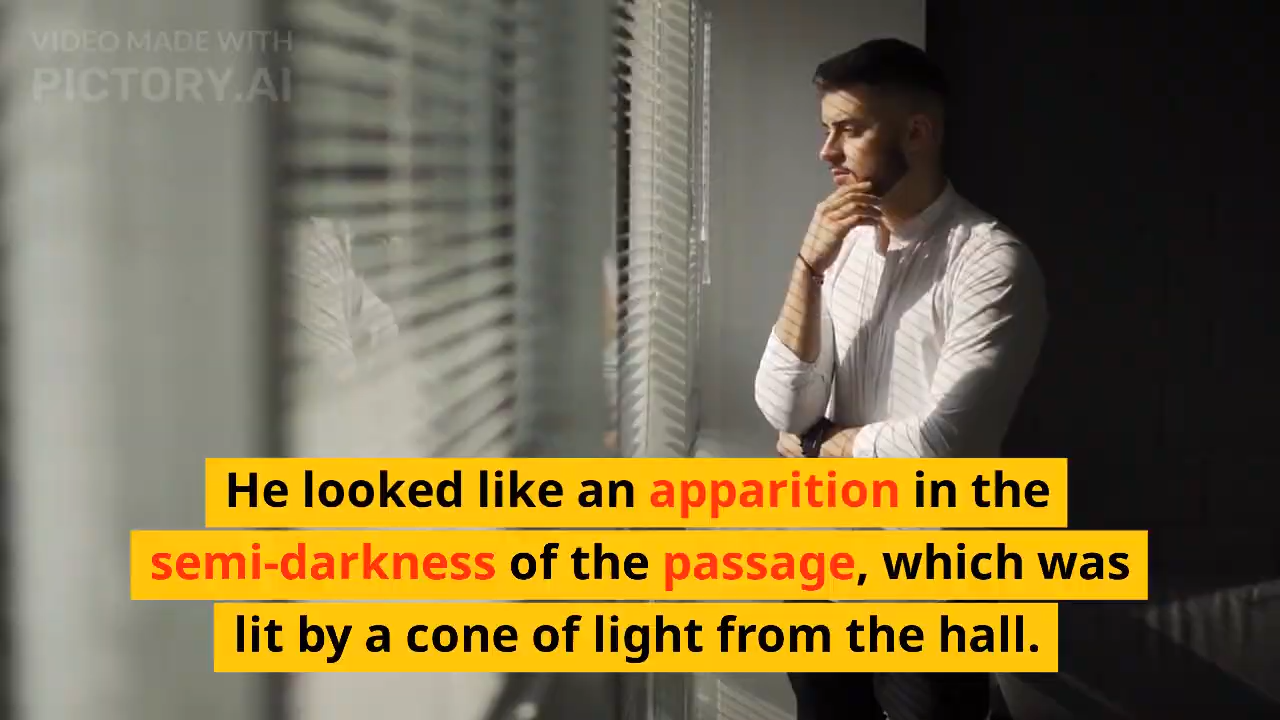 VIDEO MADE WITH
PICTORY.AI
He looked like an apparition in the
semi-darkness of the passage, which was
lit by a cone of light from the hall.